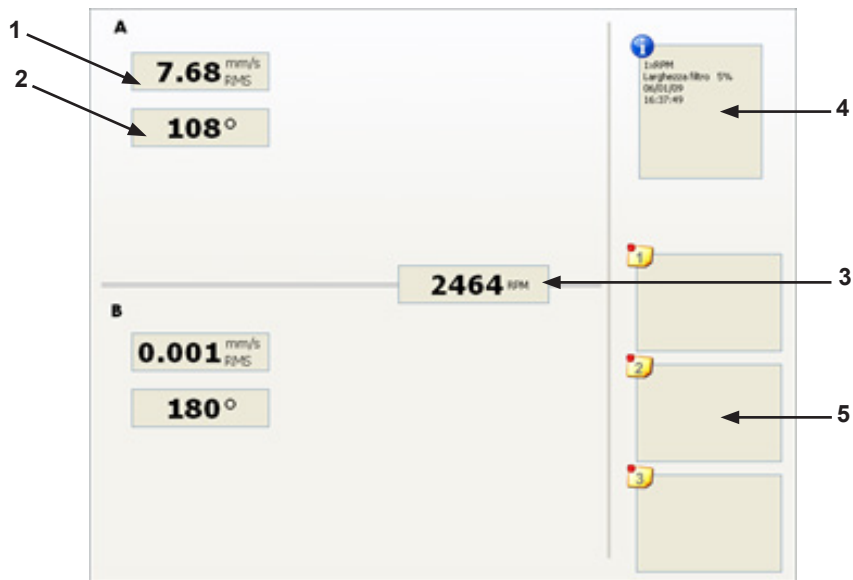 1
2
A
7.68 mm/s RMS
108°
3
2464 RPM
B
0.001 mm/s RMS
180°
4
1xRPM
Larghezza filtro 5%
06/01/09
16:37:49
1
2
5
3